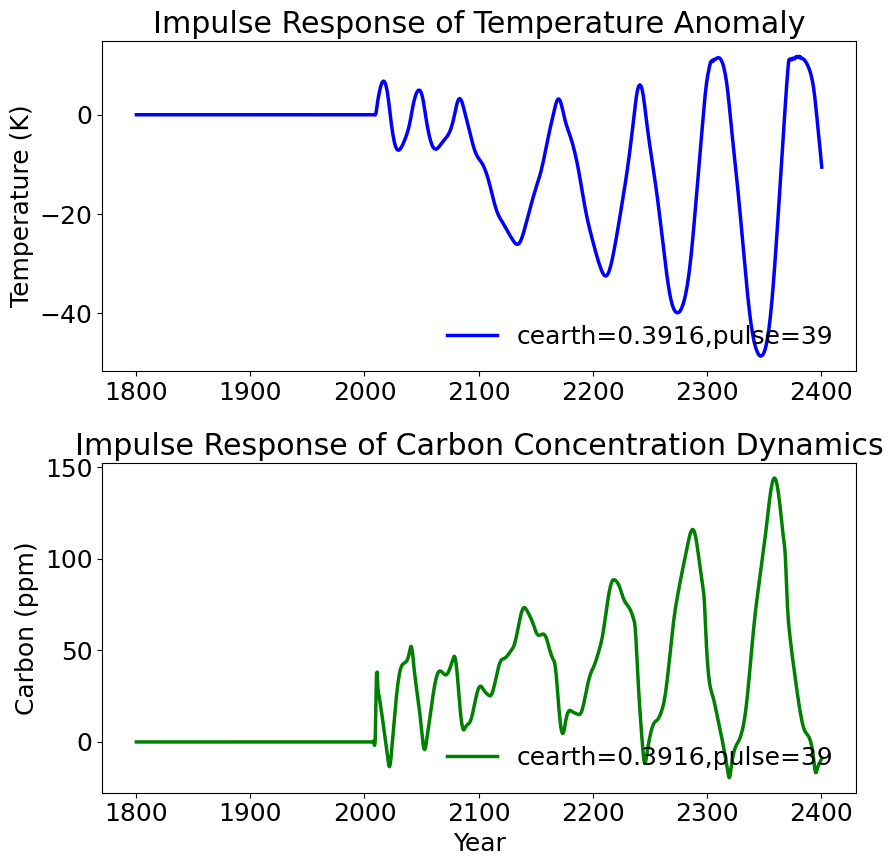 Impulse Response of Temperature Anomaly
Temperature (K)
0
−20
−40
cearth=0.3916,pulse=39
1800 1900 2000 2100 2200 2300 2400
Impulse Response of Carbon Concentration Dynamics
Carbon (ppm)
150
100
50
0
cearth=0.3916,pulse=39
1800 1900 2000 2100 2200 2300 2400
Year